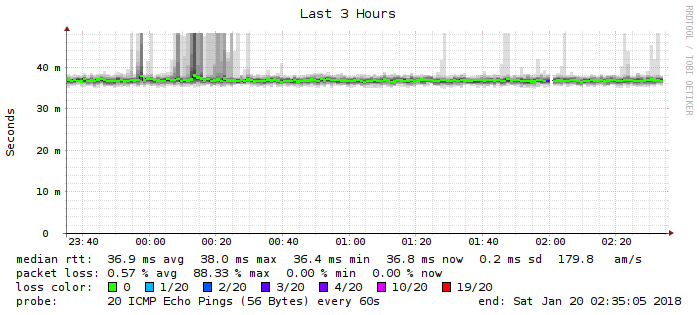 Last 3 Hours
RRDTOOL / TOBI OETIKER
Seconds
40 m
30 m
20 m
10 m
0
23:40 00:00 00:20 00:40 01:00 01:20 01:40 02:00 02:20
median rtt: 36.9 ms avg 38.0 ms max 36.4 ms min 36.8 ms now 0.2 ms sd 179.8 am/s
packet loss: 0.57 % avg 88.33 % max 0.00 % min 0.00 % now
loss color: 0 1/20 2/20 3/20 4/20 10/20 19/20
probe: 20 ICMP Echo Pings (56 Bytes) every 60s end: Sat Jan 20 02:35:05 2018